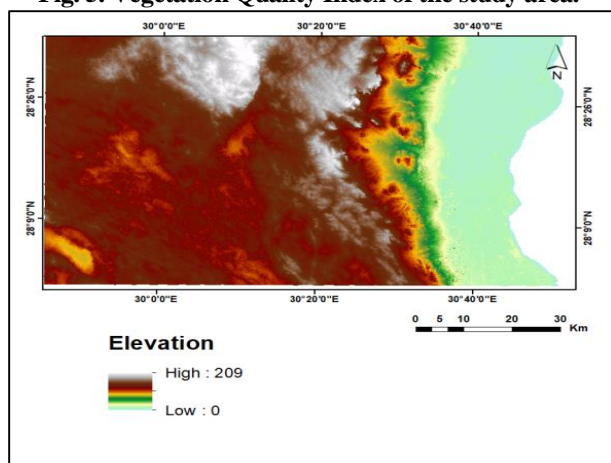 Fig. 3. Vegetation Quality Index of the study area.
30°0'0"E 30°20'0"E 30°40'0"E
N
28°26'0"N 28°26'0"N
28°9'0"N 28°9'0"N
30°0'0"E 30°20'0"E 30°40'0"E
0 5 10 20 30
Km
Elevation
High : 209
Low : 0